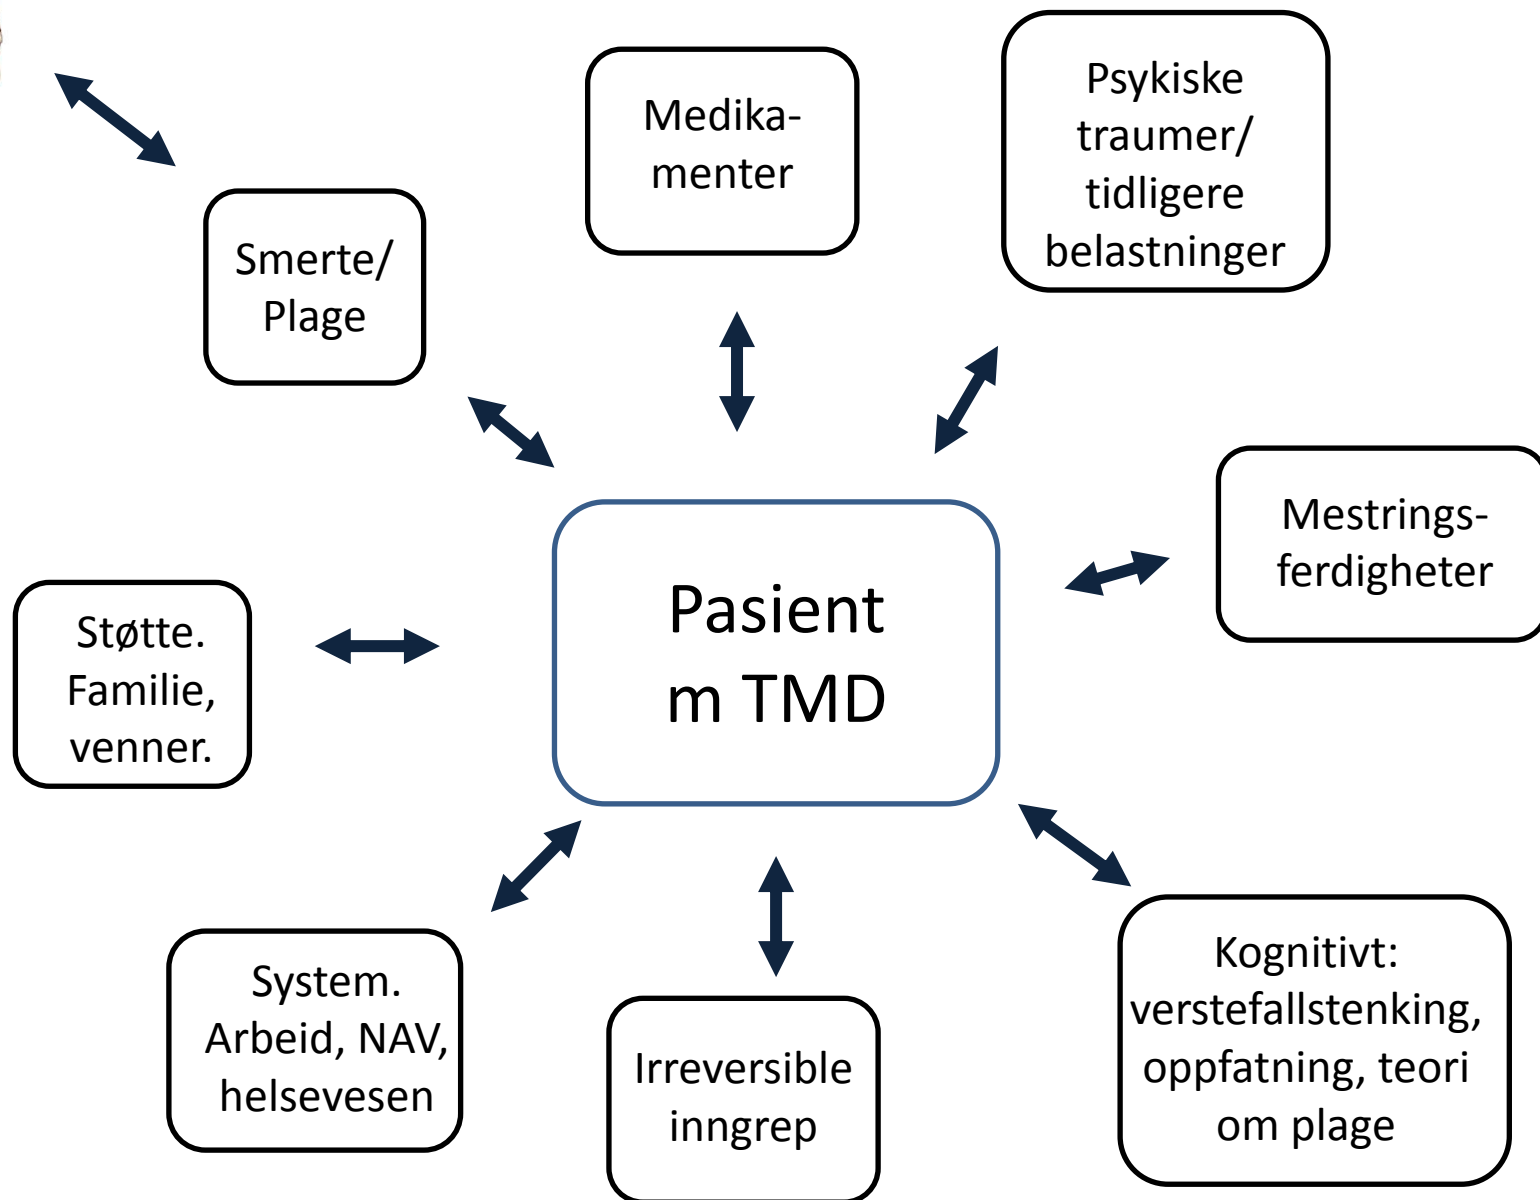 Medika-
menter
Psykiske
traumer/
tidligere
belastninger
Smerte/
Plage
Mestrings-
ferdigheter
Pasient
m TMD
Støtte.
Familie,
venner.
System.
Arbeid, NAV,
helsevesen
Irreversible
inngrep
Kognitivt:
verstefallstenking,
oppfatning, teori
om plage